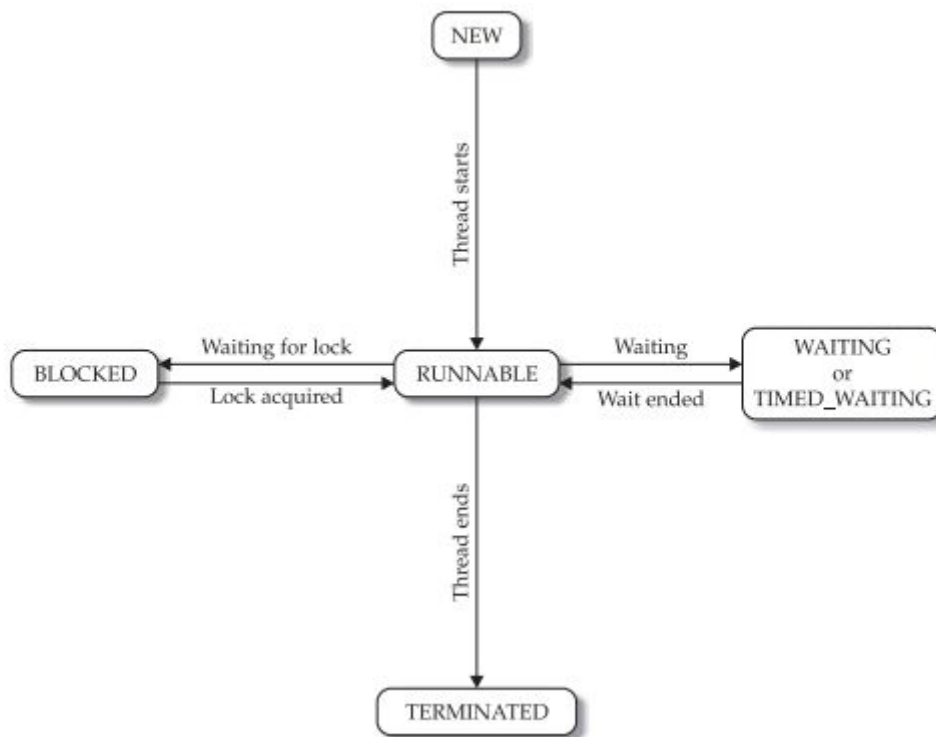 NEW
Thread starts
Waiting for lock
Waiting
BLOCKED
RUNNABLE
WAITING
or
TIMED_WAITING
Lock acquired
Wait ended
Thread ends
TERMINATED